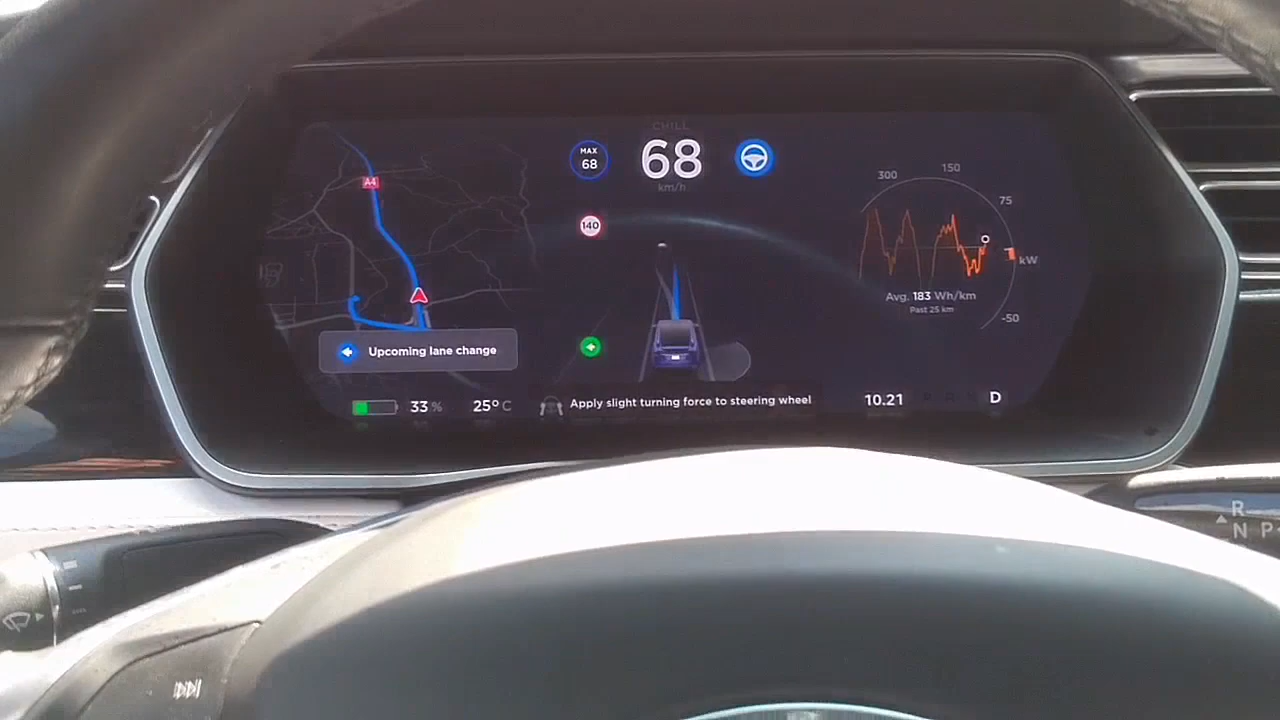 CHILL
MAX
68
68
km/h
A4
140
300
150
75
kW
-50
Avg. 183 Wh/km
Past 25 km
Upcoming lane change
33 %
25° C
Apply slight turning force to steering wheel
10.21
P R N D
R
N P